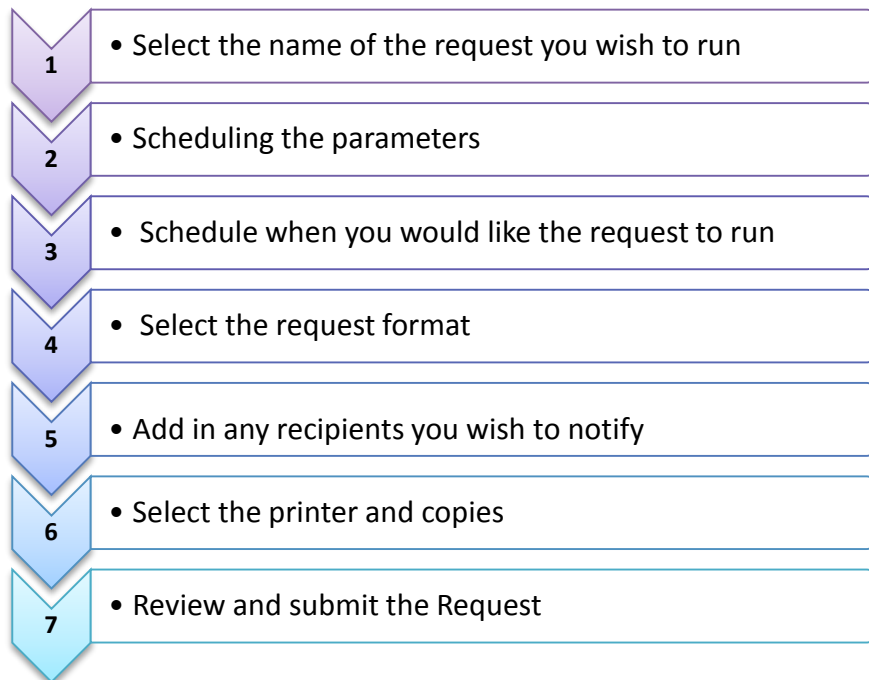 1 • Select the name of the request you wish to run
2 • Scheduling the parameters
3 • Schedule when you would like the request to run
4 • Select the request format
5 • Add in any recipients you wish to notify
6 • Select the printer and copies
7 • Review and submit the Request